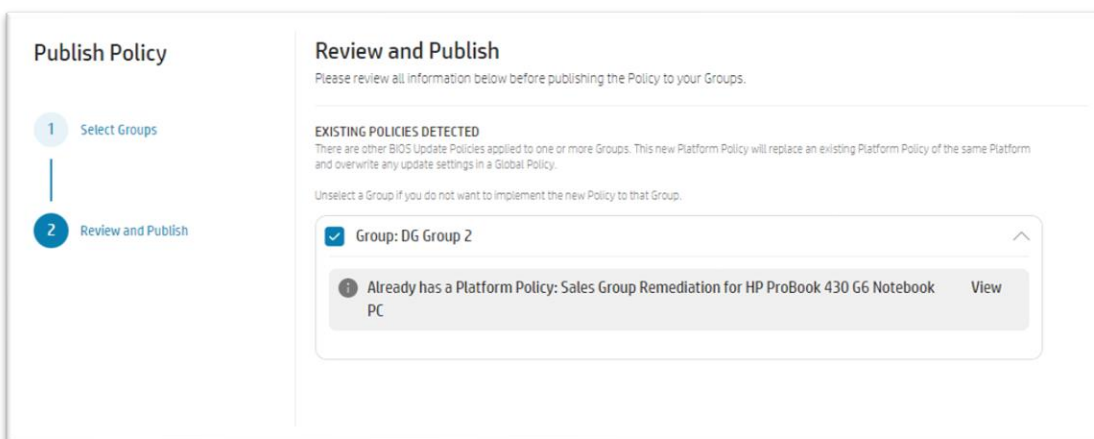 Publish Policy
1 Select Groups
2 Review and Publish
Review and Publish
Please review all information below before publishing the Policy to your Groups.
EXISTING POLICIES DETECTED
There are other BIOS Update Policies applied to one or more Groups. This new Platform Policy will replace an existing Platform Policy of the same Platform
and overwrite any update settings in a Global Policy.
Unselect a Group if you do not want to implement the new Policy to that Group.
Group: DG Group 2
Already has a Platform Policy: Sales Group Remediation for HP ProBook 430 G6 Notebook View
PC